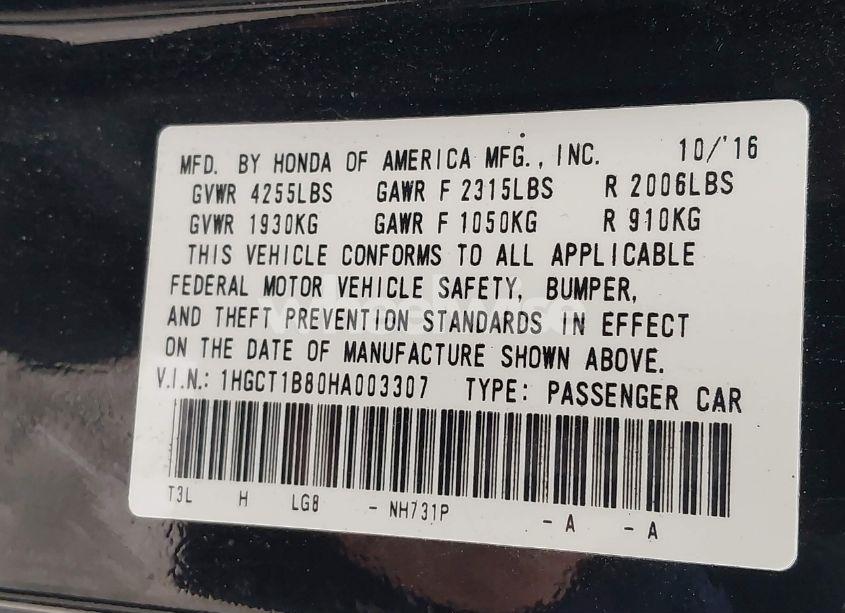 MFD. BY HONDA OF AMERICA MFG., INC. 10/'16
GVWR 4255LBS GAWR F 2315LBS R 2006LBS
GVWR 1930KG GAWR F 1050KG R 910KG
THIS VEHICLE CONFORMS TO ALL APPLICABLE
FEDERAL MOTOR VEHICLE SAFETY, BUMPER,
AND THEFT PREVENTION STANDARDS IN EFFECT
ON THE DATE OF MANUFACTURE SHOWN ABOVE.
V.I.N.: 1HGCT1B80HA003307 TYPE: PASSENGER CAR
T3L H LG8 - NH731P - A - A